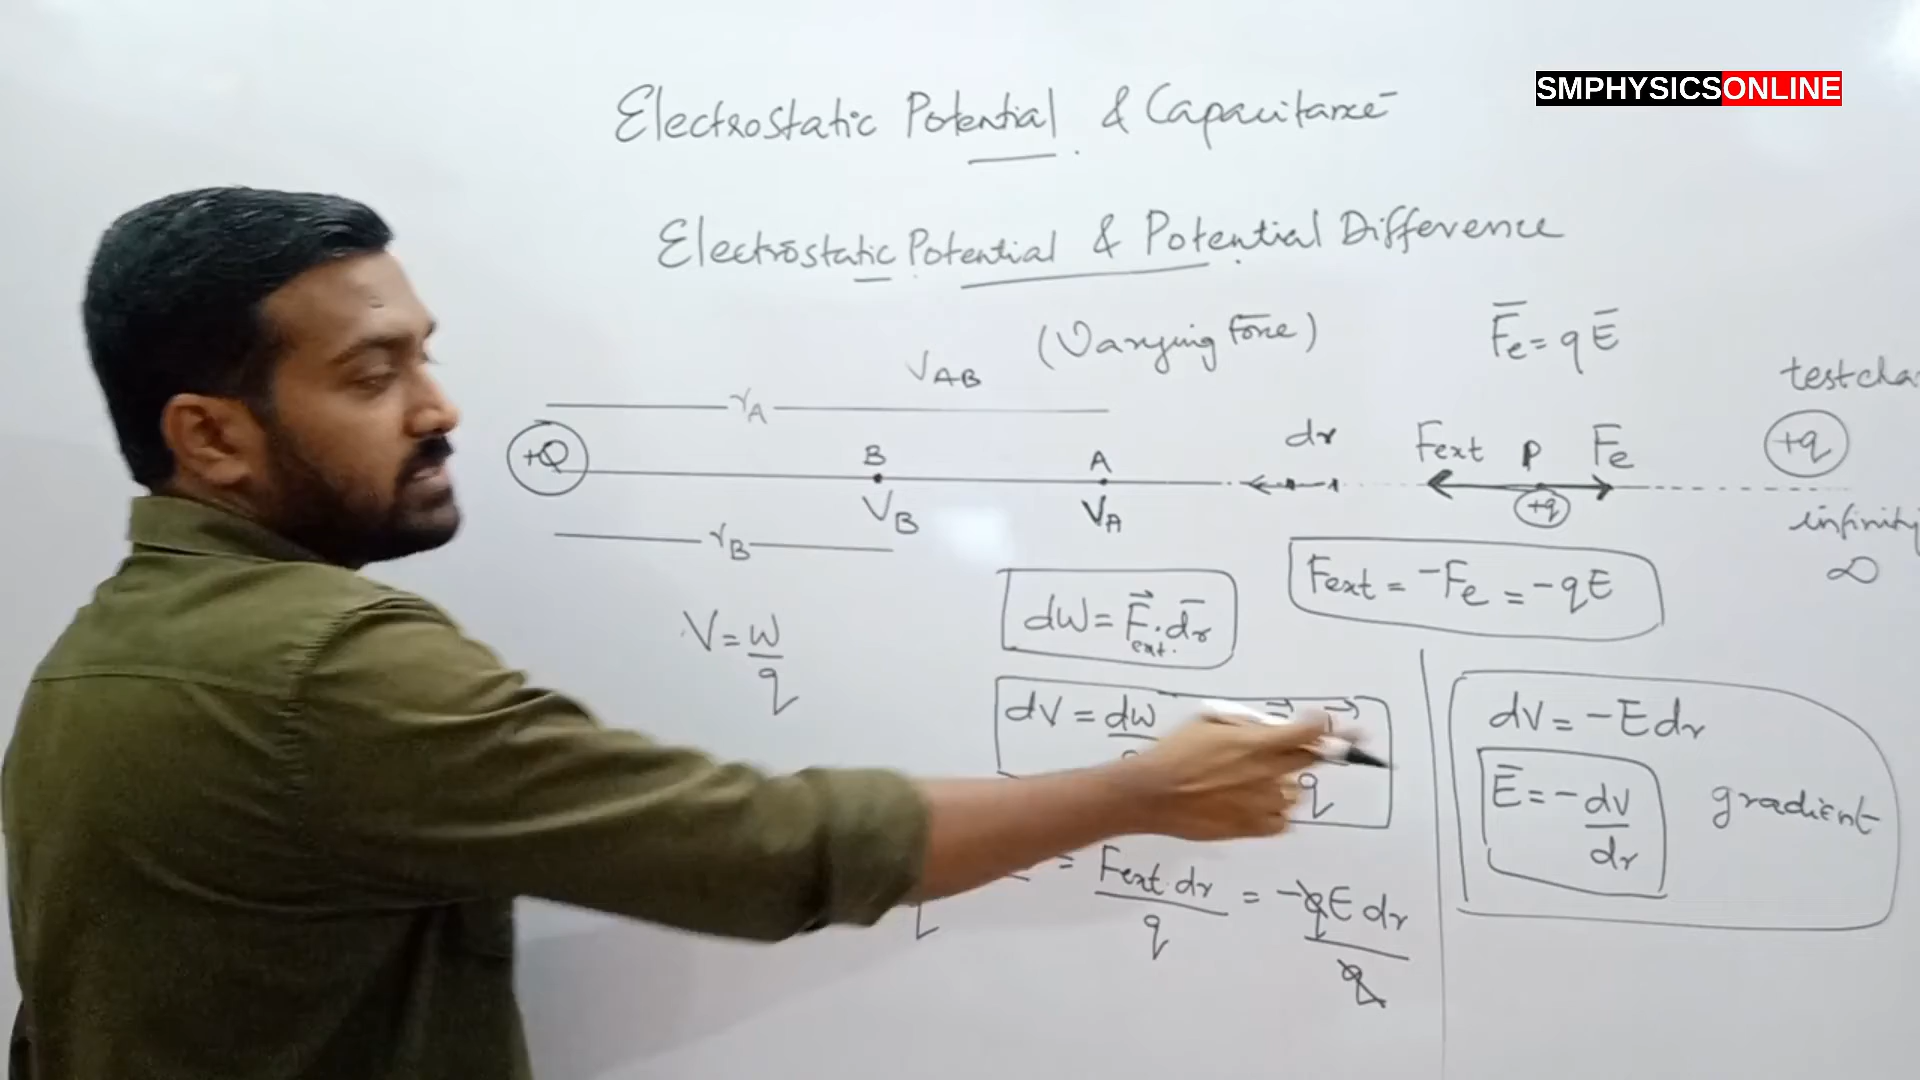 SMPHYSICSONLINE
Electrostatic Potential & Capacitance
Electrostatic Potential & Potential Difference
(Varying Force)
F̄e = qĒ
VAB
testcha
rA
+Q
B
A
dr
Fext
P
Fe
+q
VB
VA
+q
rB
infinity
∞
Fext = -Fe = -qE
dW = F⃗ext. d̄r
V = W/q
dV = dW
q
dV = -Edr
Ē = -dV/dr
gradient
= Fext. dr/q = -qE dr/q